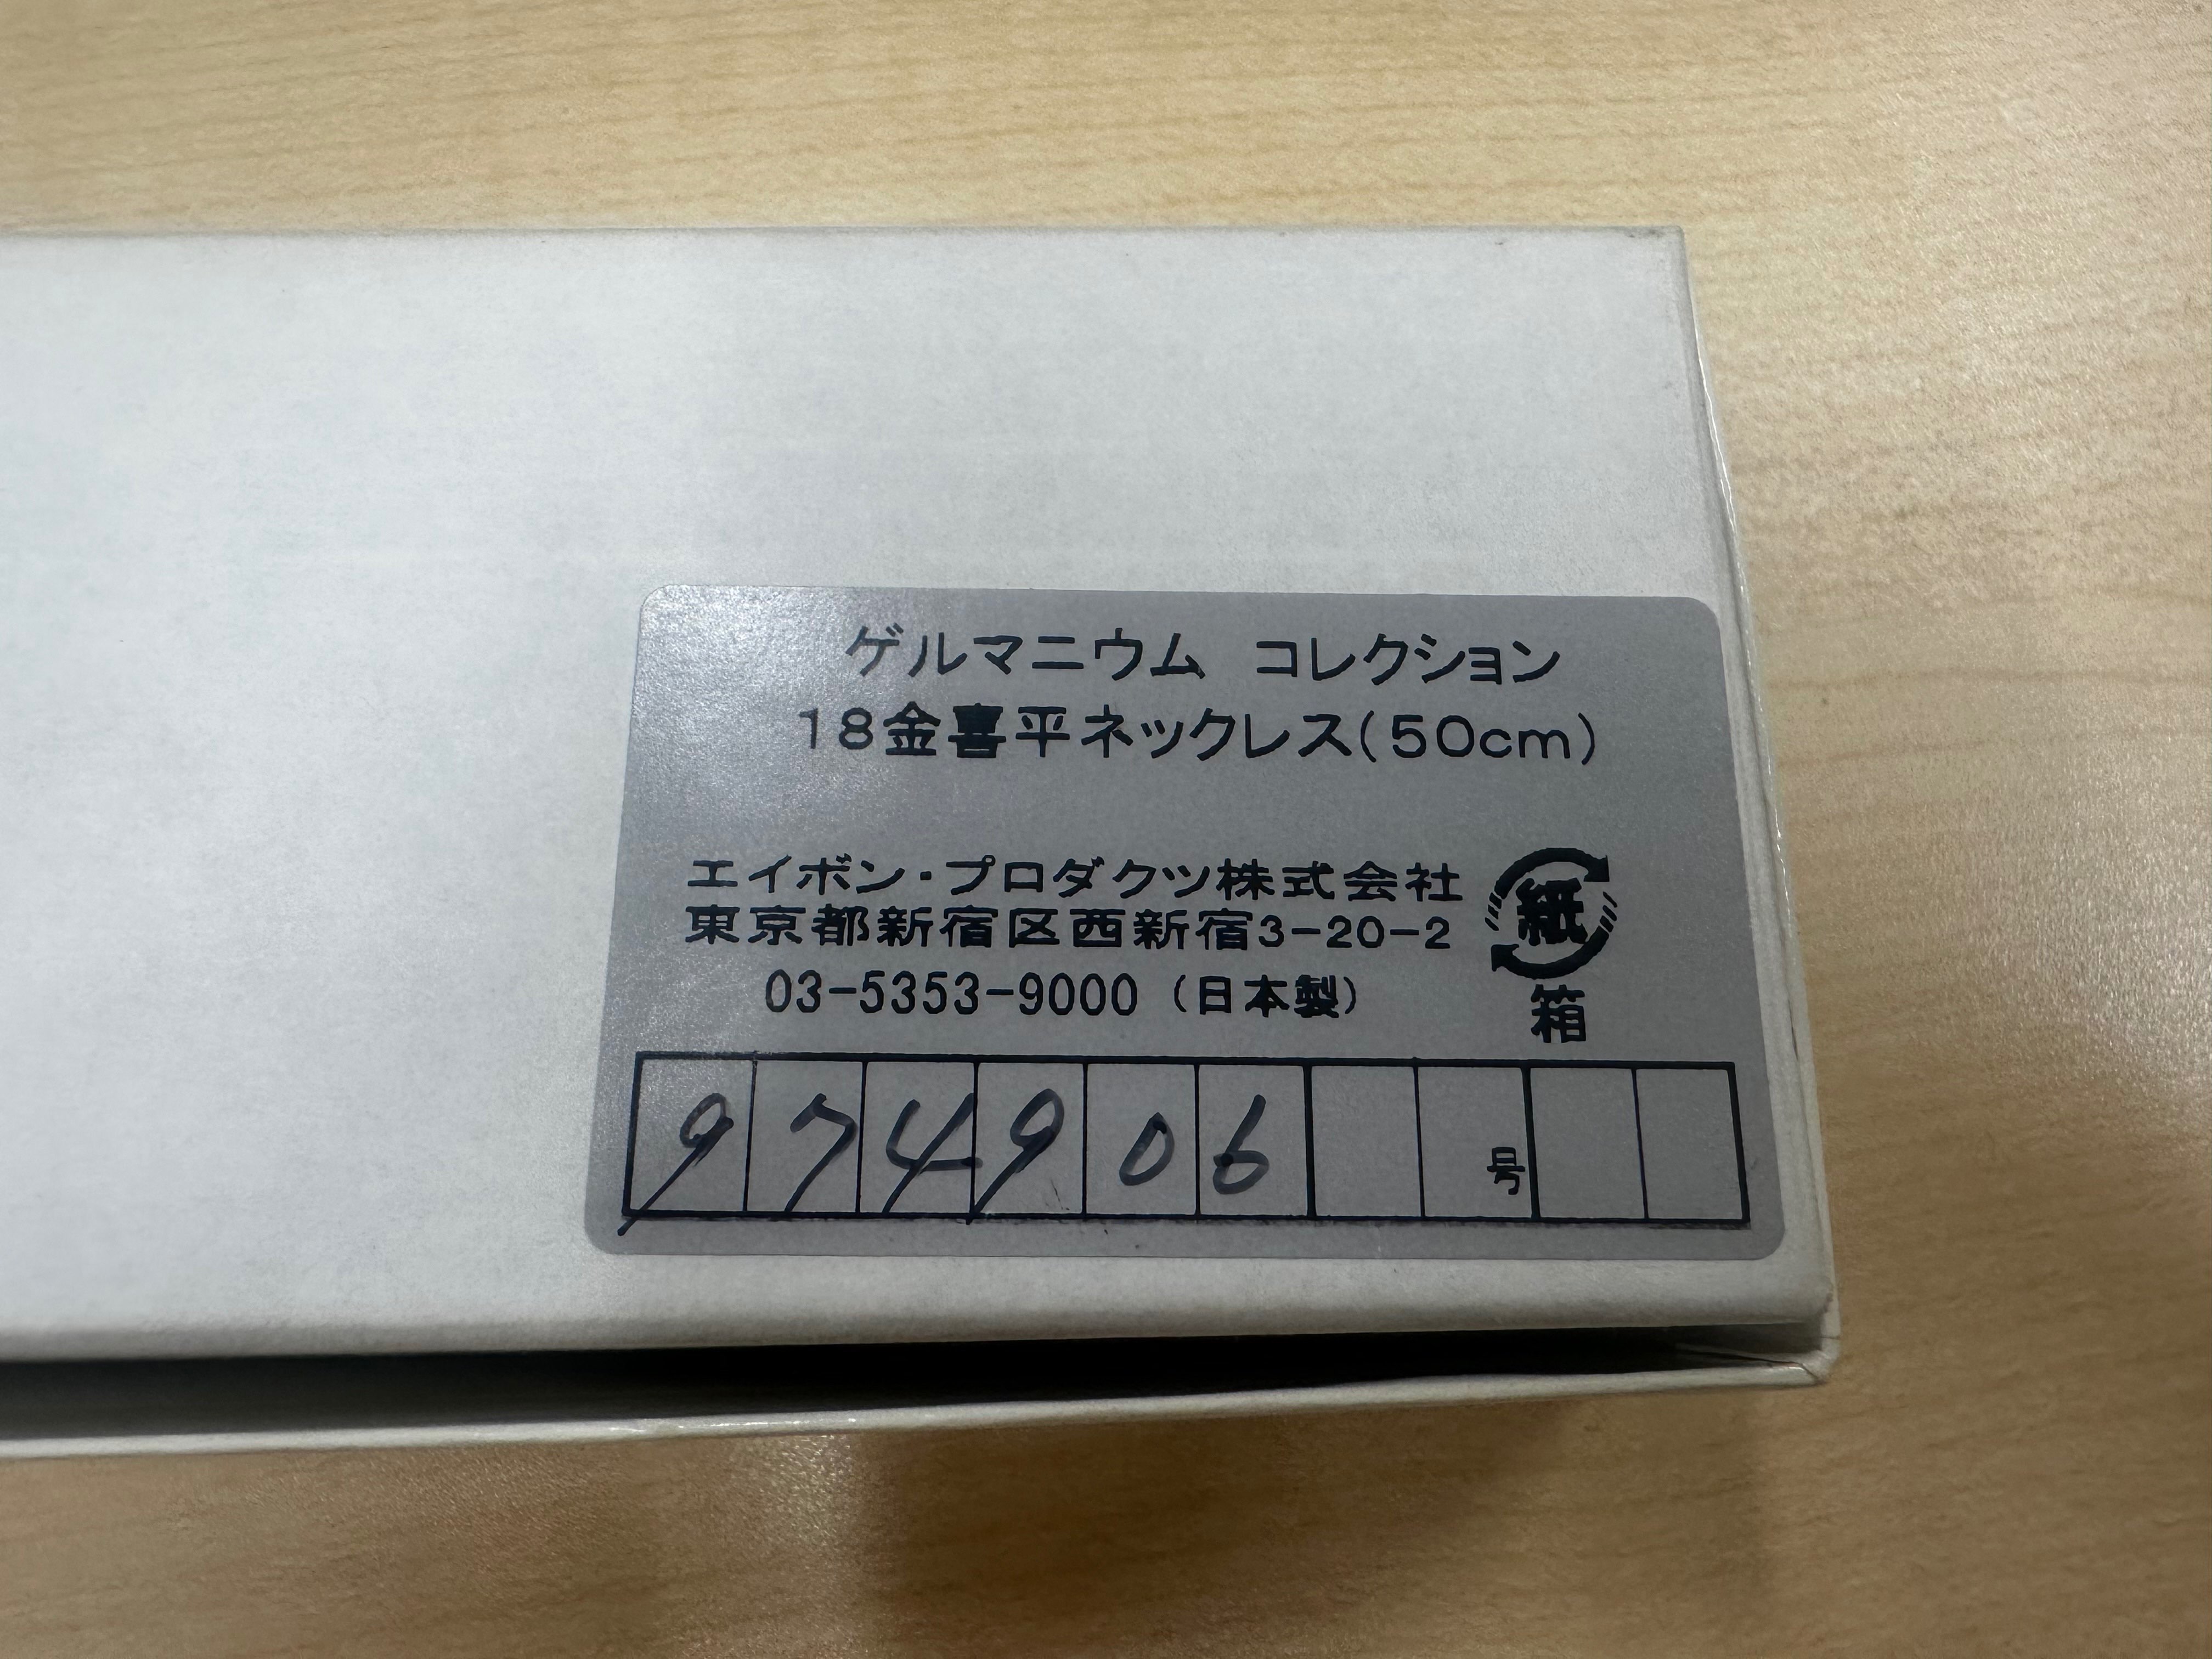 ゲルマニウム コレクション
18金喜平ネックレス(50cm)
エイボン・プロダクツ株式会社
東京都新宿区西新宿3-20-2
03-5353-9000 (日本製)
紙
箱
974906 号